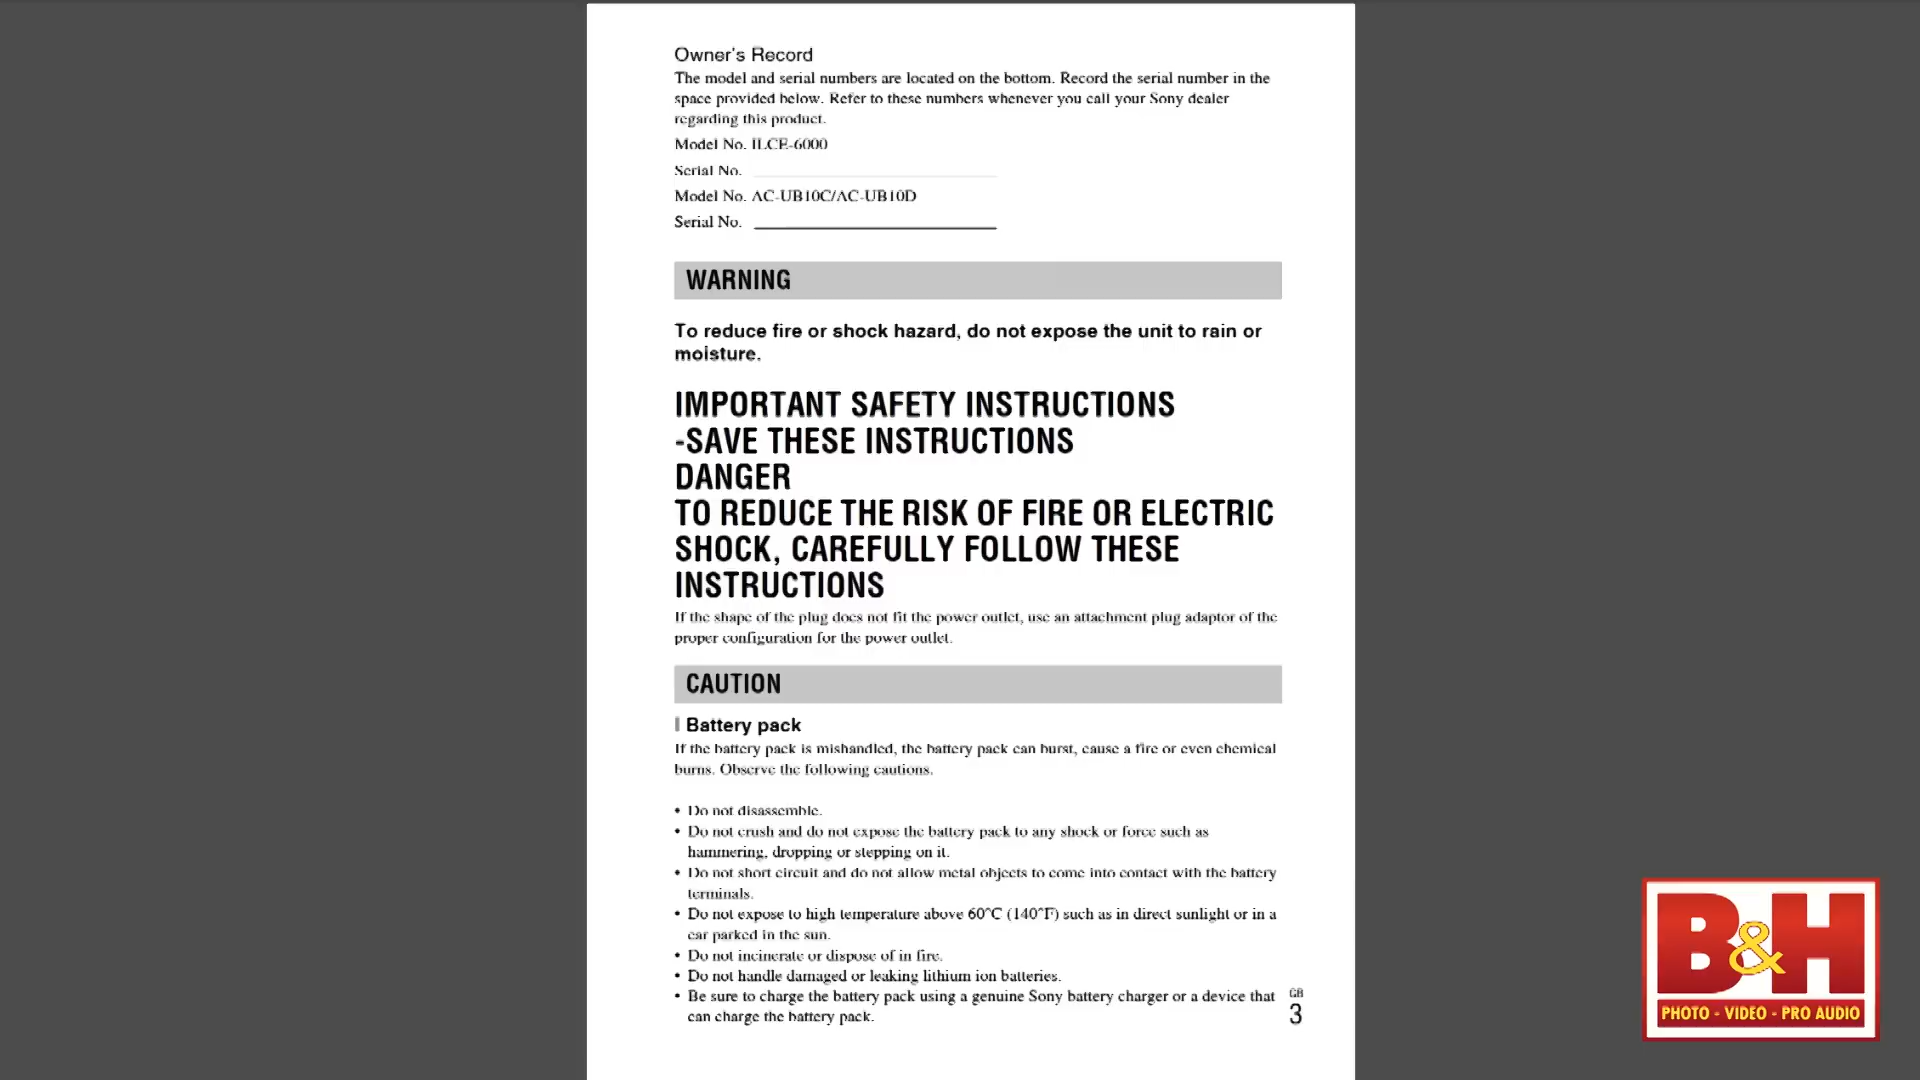 Owner's Record
The model and serial numbers are located on the bottom. Record the serial number in the
space provided below. Refer to these numbers whenever you call your Sony dealer
regarding this product.
Model No. ILCE-6000
Serial No.
Model No. AC-UB10C/AC-UB10D
Serial No.
WARNING
To reduce fire or shock hazard, do not expose the unit to rain or
moisture.
IMPORTANT SAFETY INSTRUCTIONS
-SAVE THESE INSTRUCTIONS
DANGER
TO REDUCE THE RISK OF FIRE OR ELECTRIC
SHOCK, CAREFULLY FOLLOW THESE
INSTRUCTIONS
If the shape of the plug does not fit the power outlet, use an attachment plug adaptor of the
proper configuration for the power outlet.
CAUTION
Battery pack
If the battery pack is mishandled, the battery pack can burst, cause a fire or even chemical
burns. Observe the following cautions.
• Do not disassemble.
• Do not crush and do not expose the battery pack to any shock or force such as
hammering, dropping or stepping on it.
• Do not short circuit and do not allow metal objects to come into contact with the battery
terminals.
• Do not expose to high temperature above 60°C (140°F) such as in direct sunlight or in a
car parked in the sun.
• Do not incinerate or dispose of in fire.
• Do not handle damaged or leaking lithium ion batteries.
• Be sure to charge the battery pack using a genuine Sony battery charger or a device that
can charge the battery pack.
GB
3
B&H
PHOTO - VIDEO - PRO AUDIO